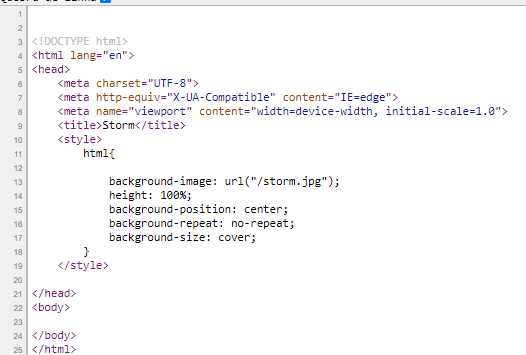 Quebra de linha
1
2
3 <!DOCTYPE html>
4 <html lang="en">
5 <head>
6 <meta charset="UTF-8">
7 <meta http-equiv="X-UA-Compatible" content="IE=edge">
8 <meta name="viewport" content="width=device-width, initial-scale=1.0">
9 <title>Storm</title>
10 <style>
11 html{
12
13 background-image: url("/storm.jpg");
14 height: 100%;
15 background-position: center;
16 background-repeat: no-repeat;
17 background-size: cover;
18 }
19 </style>
20
21 </head>
22 <body>
23
24 </body>
25 </html>